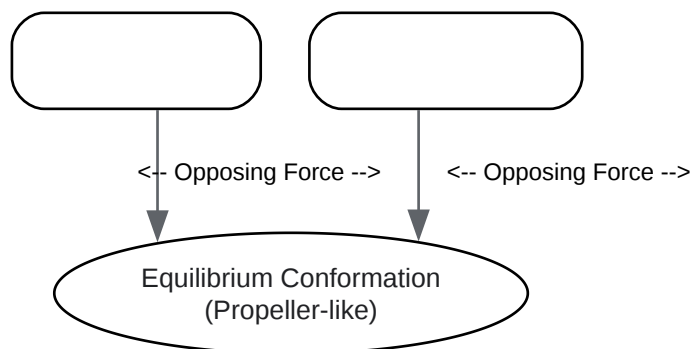 <-- Opposing Force -->
<-- Opposing Force -->
Equilibrium Conformation
(Propeller-like)